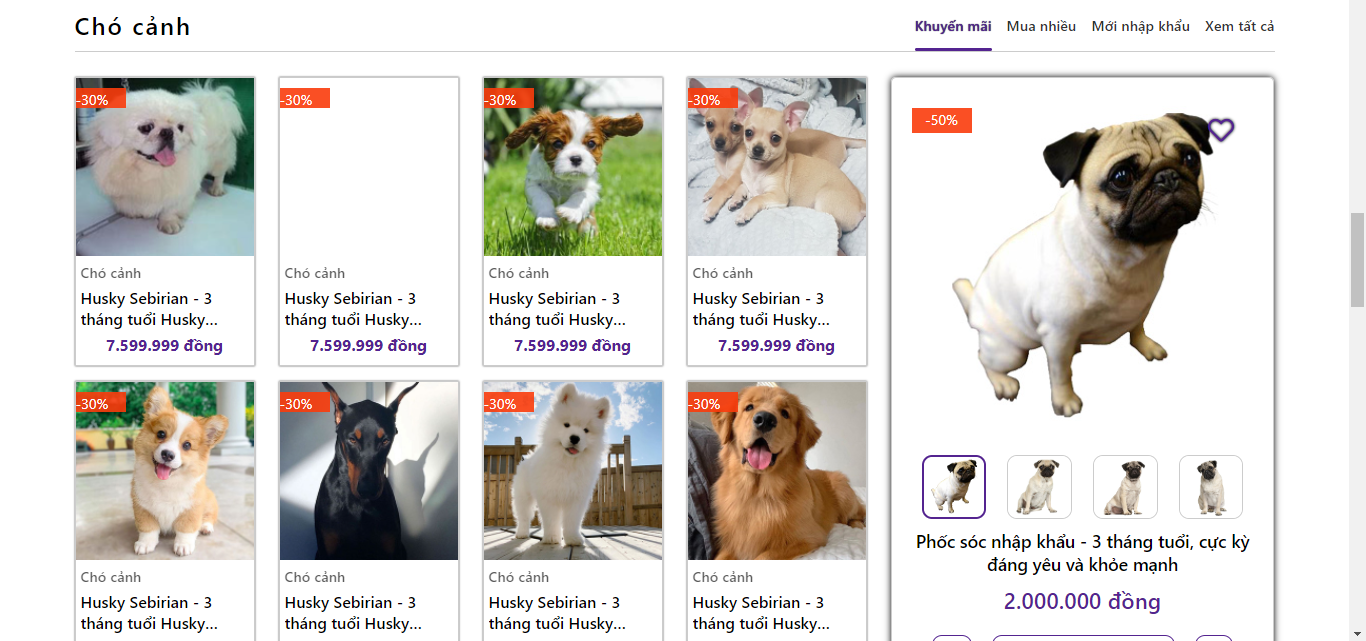 Chó cảnh
Khuyến mãi Mua nhiều Mới nhập khẩu Xem tất cả
-30%
Chó cảnh
Husky Sebirian - 3
tháng tuổi Husky...
7.599.999 đồng
-30%
Chó cảnh
Husky Sebirian - 3
tháng tuổi Husky...
7.599.999 đồng
-30%
Chó cảnh
Husky Sebirian - 3
tháng tuổi Husky...
7.599.999 đồng
-30%
Chó cảnh
Husky Sebirian - 3
tháng tuổi Husky...
7.599.999 đồng
-30%
Chó cảnh
Husky Sebirian - 3
tháng tuổi Husky...
-30%
Chó cảnh
Husky Sebirian - 3
tháng tuổi Husky...
-30%
Chó cảnh
Husky Sebirian - 3
tháng tuổi Husky...
-30%
Chó cảnh
Husky Sebirian - 3
tháng tuổi Husky...
-50%
Phốc sóc nhập khẩu - 3 tháng tuổi, cực kỳ
đáng yêu và khỏe mạnh
2.000.000 đồng